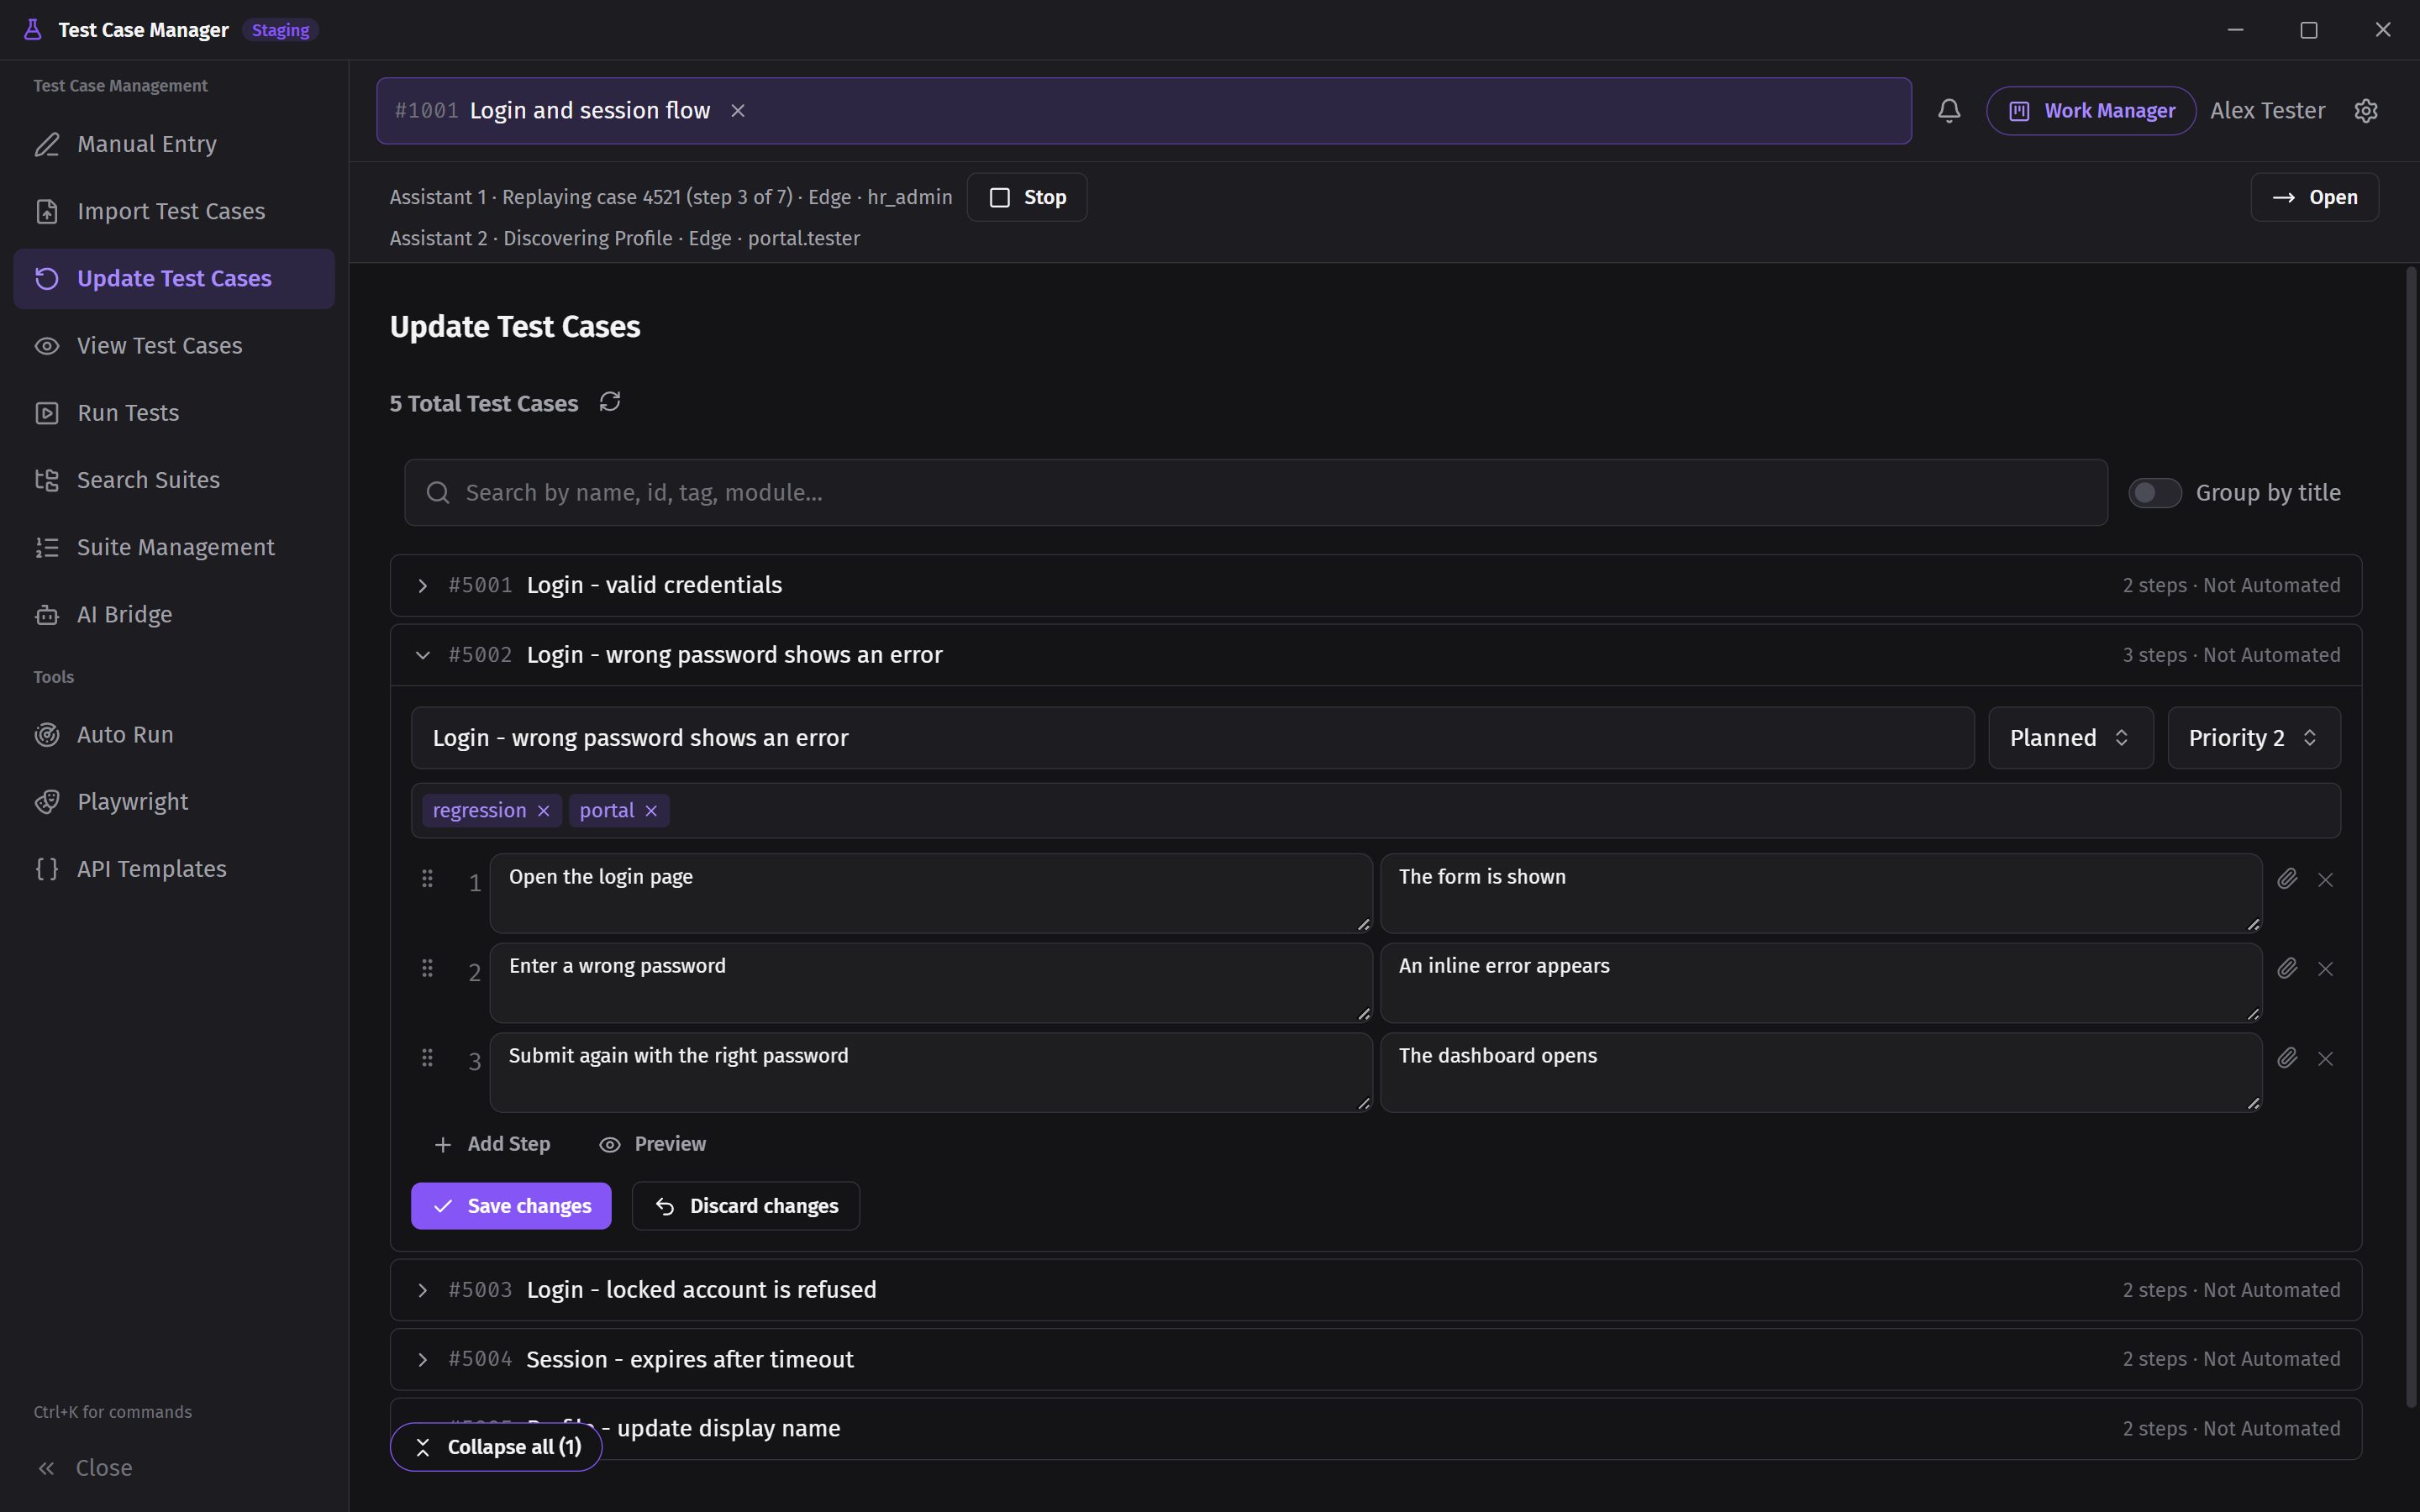 Test Case Manager Staging
Test Case Management
Manual Entry
Import Test Cases
Update Test Cases
View Test Cases
Run Tests
Search Suites
Suite Management
AI Bridge
Tools
Auto Run
Playwright
API Templates
Ctrl+K for commands
Close
#1001 Login and session flow
Work Manager
Alex Tester
Assistant 1 · Replaying case 4521 (step 3 of 7) · Edge · hr_admin Stop Open
Assistant 2 · Discovering Profile · Edge · portal.tester
Update Test Cases
5 Total Test Cases
Search by name, id, tag, module... Group by title
#5001 Login - valid credentials 2 steps · Not Automated
#5002 Login - wrong password shows an error 3 steps · Not Automated
Login - wrong password shows an error Planned Priority 2
regression portal
1 Open the login page The form is shown
2 Enter a wrong password An inline error appears
3 Submit again with the right password The dashboard opens
Add Step Preview
Save changes Discard changes
#5003 Login - locked account is refused 2 steps · Not Automated
#5004 Session - expires after timeout 2 steps · Not Automated
- update display name 2 steps · Not Automated
Collapse all (1)